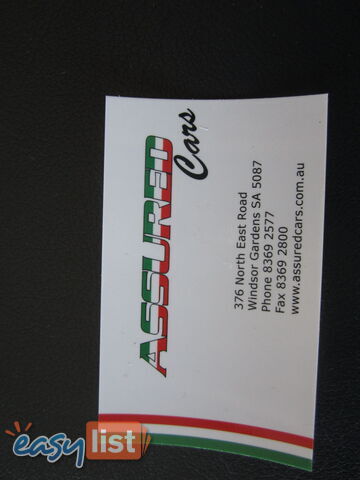 ASSURED
Cars
376 North East Road
Windsor Gardens SA 5087
Phone 8369 2577
Fax 8369 2800
www.assuredcars.com.au
easylist